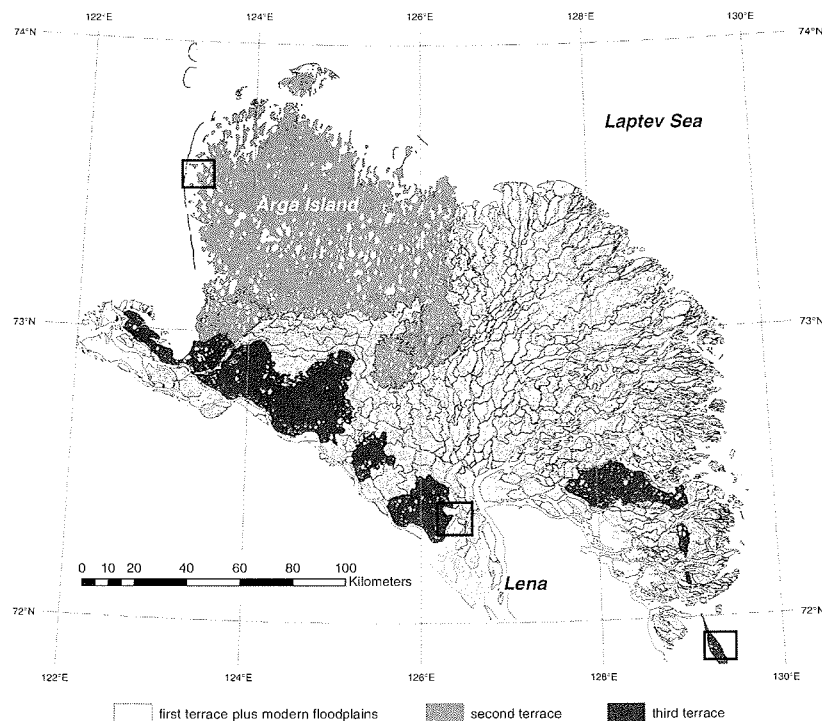 122°E 124°E 126°E 128°E 130°E
74°N 74°N
Laptev Sea
Arga Island
73°N 73°N
0 10 20 40 60 80 100
Kilometers
Lena
72°N 72°N
122°E 124°E 126°E 128°E 130°E
first terrace plus modern floodplains second terrace third terrace